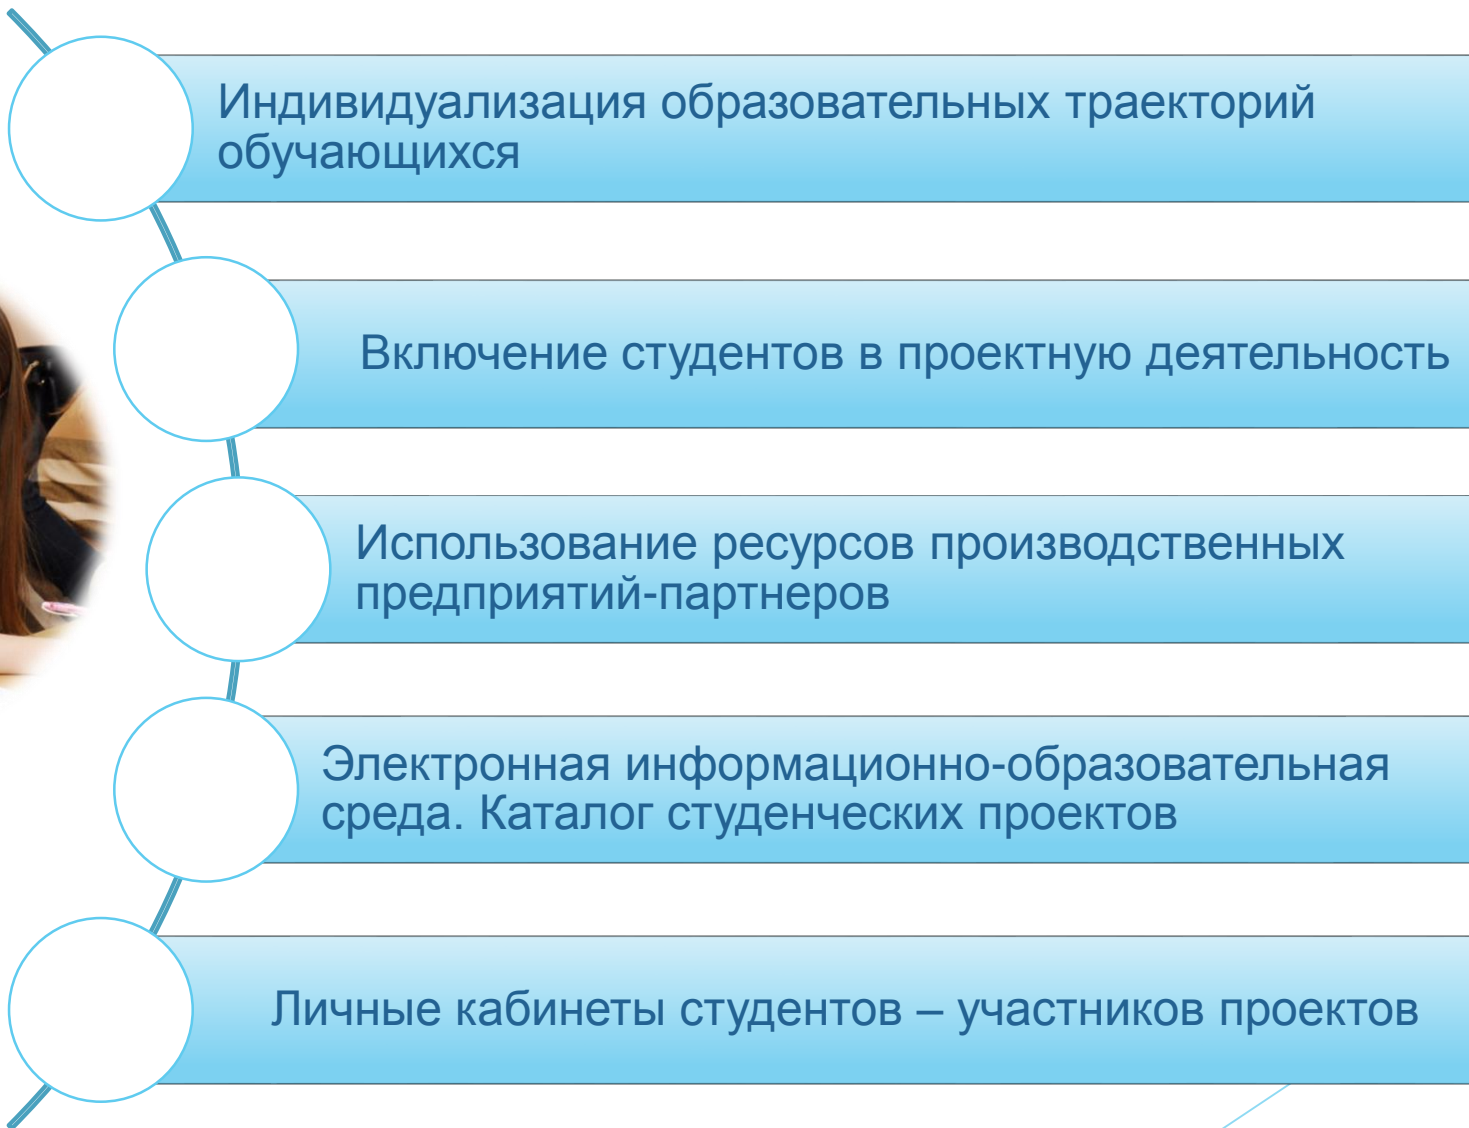 Индивидуализация образовательных траекторий
обучающихся
Включение студентов в проектную деятельность
Использование ресурсов производственных
предприятий-партнеров
Электронная информационно-образовательная
среда. Каталог студенческих проектов
Личные кабинеты студентов – участников проектов